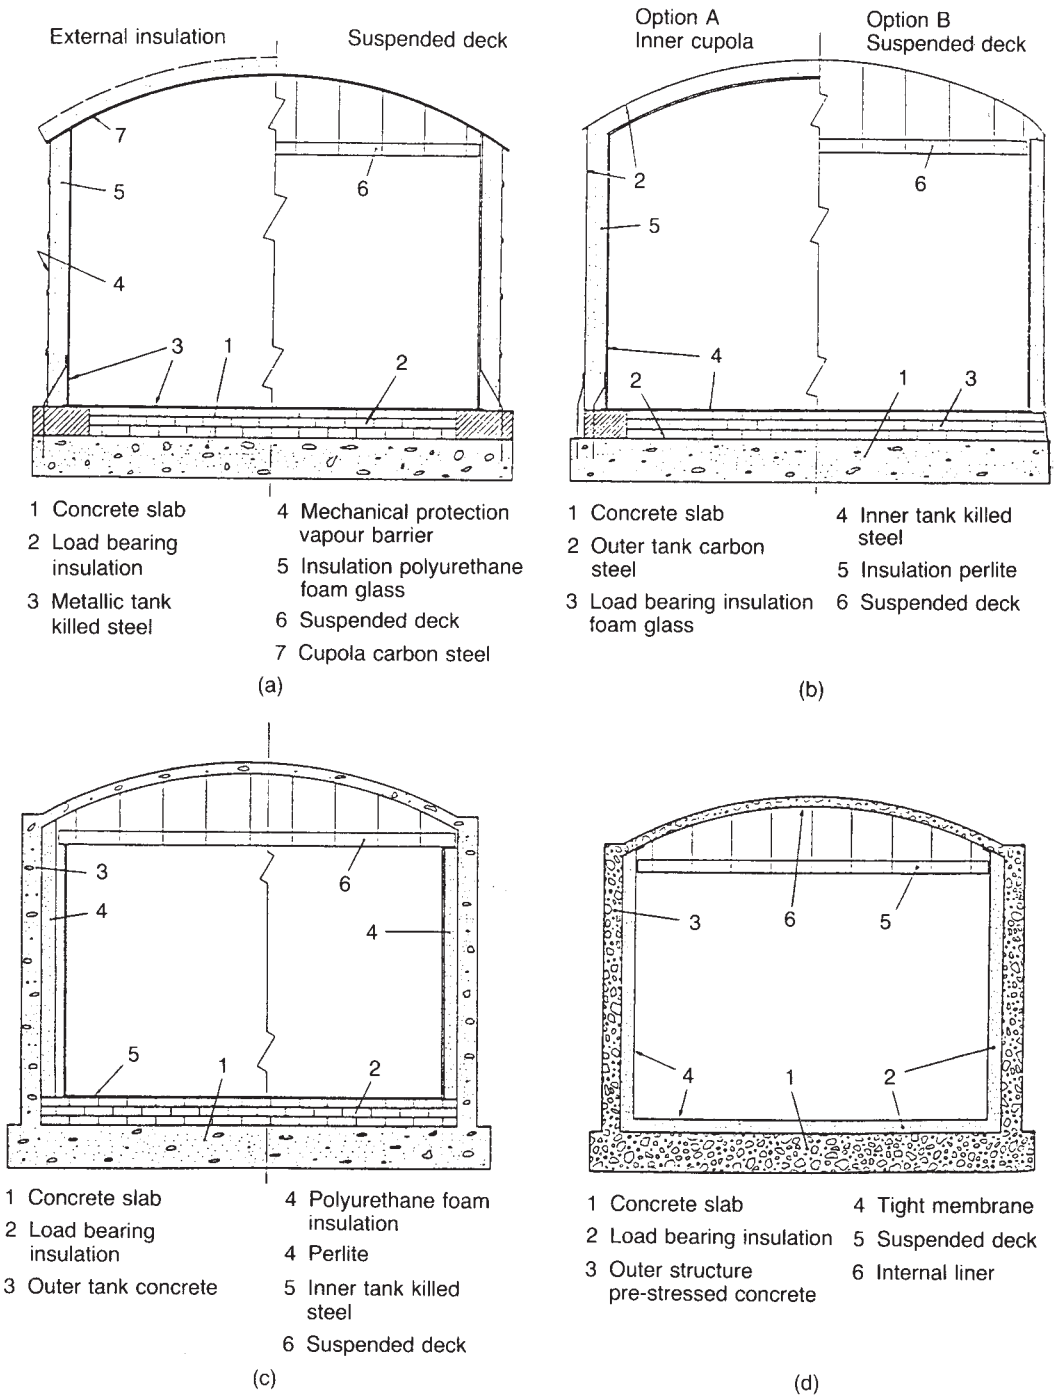 External insulation
Suspended deck
7
5
6
4
3
1
2
1 Concrete slab
2 Load bearing
insulation
3 Metallic tank
killed steel
4 Mechanical protection
vapour barrier
5 Insulation polyurethane
foam glass
6 Suspended deck
7 Cupola carbon steel
(a)
Option A
Inner cupola
Option B
Suspended deck
2
6
5
4
2
1
3
1 Concrete slab
2 Outer tank carbon
steel
3 Load bearing insulation
foam glass
4 Inner tank killed
steel
5 Insulation perlite
6 Suspended deck
(b)
3
6
4
4
5
1
2
1 Concrete slab
2 Load bearing
insulation
3 Outer tank concrete
4 Polyurethane foam
insulation
4 Perlite
5 Inner tank killed
steel
6 Suspended deck
(c)
3
6
5
4
1
2
1 Concrete slab
2 Load bearing insulation
3 Outer structure
pre-stressed concrete
4 Tight membrane
5 Suspended deck
6 Internal liner
(d)